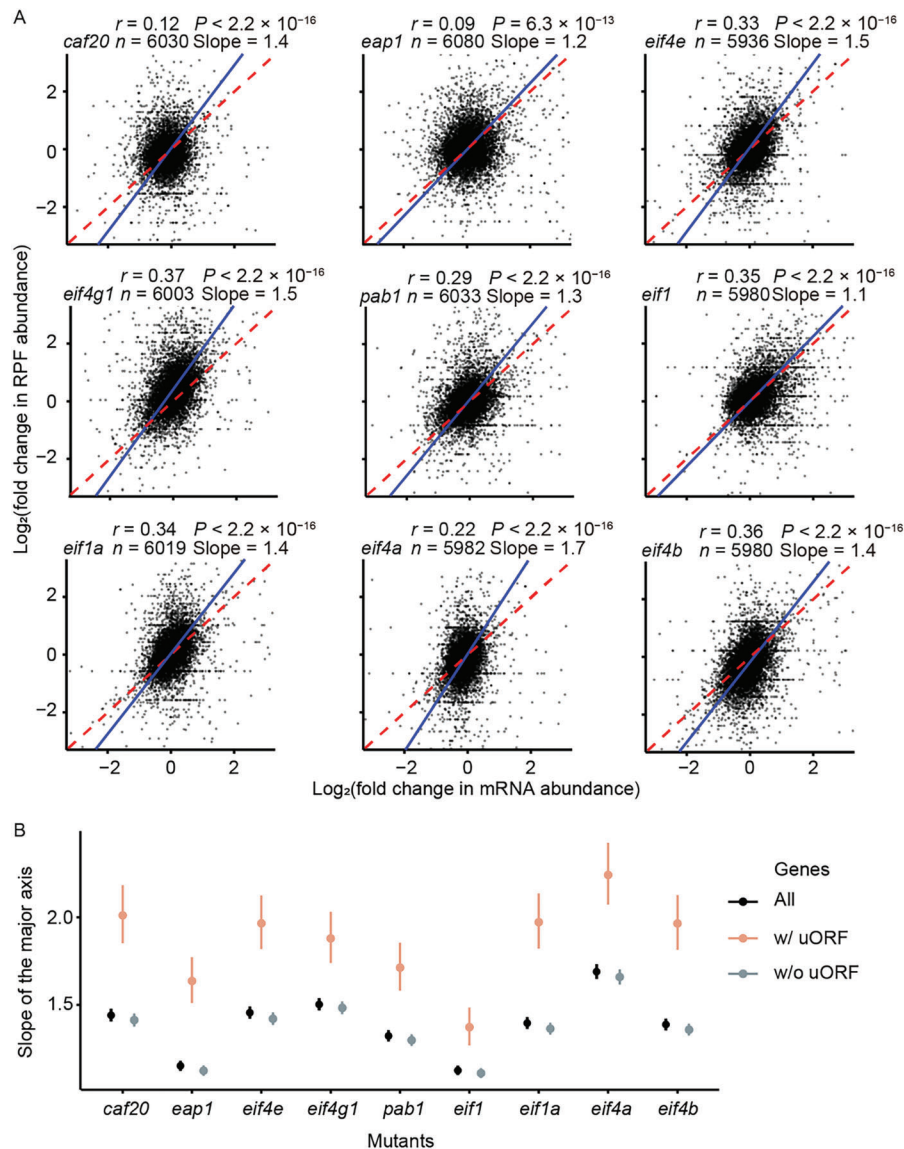 A
r = 0.12 P < 2.2 × 10⁻¹⁶
caf20 n = 6030 Slope = 1.4
r = 0.09 P = 6.3 × 10⁻¹³
eap1 n = 6080 Slope = 1.2
r = 0.33 P < 2.2 × 10⁻¹⁶
eif4e n = 5936 Slope = 1.5
2
0
−2
r = 0.37 P < 2.2 × 10⁻¹⁶
eif4g1 n = 6003 Slope = 1.5
r = 0.29 P < 2.2 × 10⁻¹⁶
pab1 n = 6033 Slope = 1.3
r = 0.35 P < 2.2 × 10⁻¹⁶
eif1 n = 5980 Slope = 1.1
Log₂(fold change in RPF abundance)
2
0
−2
r = 0.34 P < 2.2 × 10⁻¹⁶
eif1a n = 6019 Slope = 1.4
r = 0.22 P < 2.2 × 10⁻¹⁶
eif4a n = 5982 Slope = 1.7
r = 0.36 P < 2.2 × 10⁻¹⁶
eif4b n = 5980 Slope = 1.4
2
0
−2
−2 0 2
−2 0 2
−2 0 2
Log₂(fold change in mRNA abundance)
B
Slope of the major axis
2.0
1.5
Genes
All
w/ uORF
w/o uORF
caf20 eap1 eif4e eif4g1 pab1 eif1 eif1a eif4a eif4b
Mutants